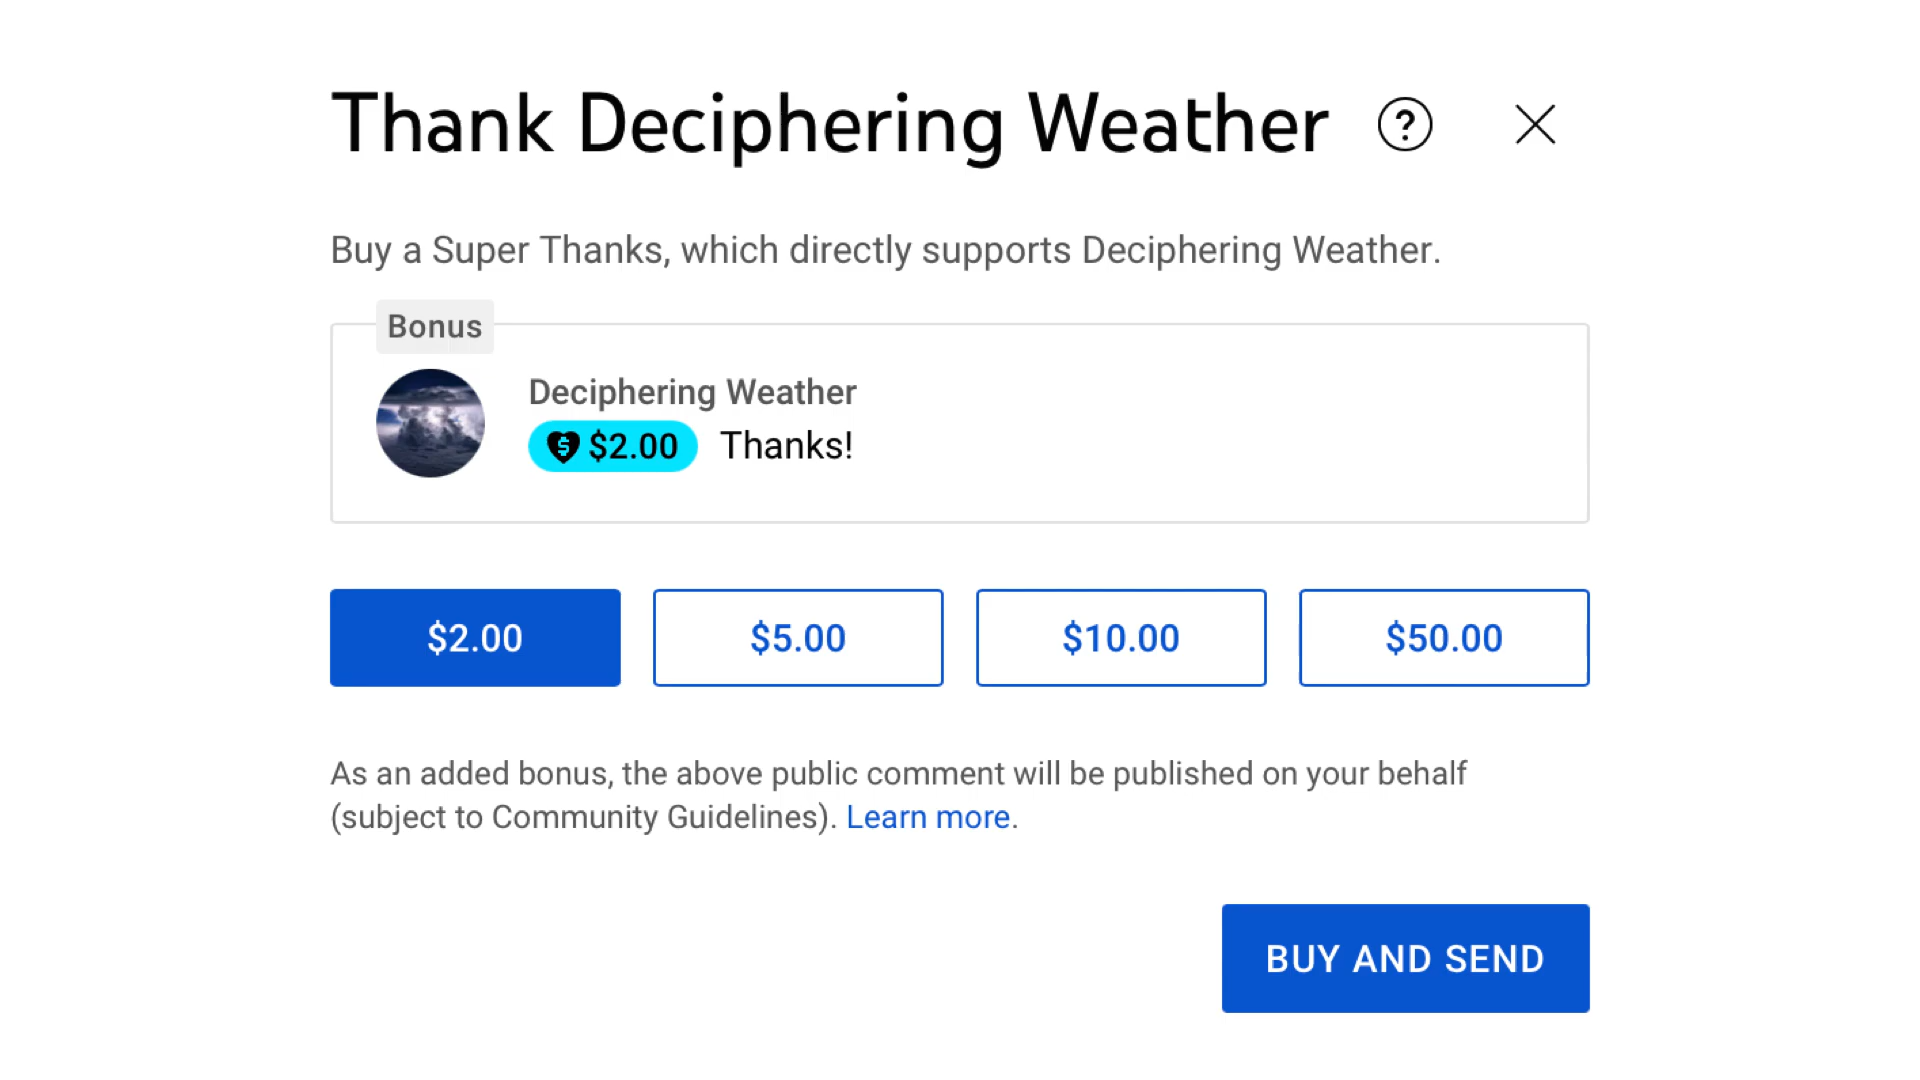 Thank Deciphering Weather ?
Buy a Super Thanks, which directly supports Deciphering Weather.
Bonus
Deciphering Weather
$ $2.00 Thanks!
$2.00 $5.00 $10.00 $50.00
As an added bonus, the above public comment will be published on your behalf
(subject to Community Guidelines). Learn more.
BUY AND SEND